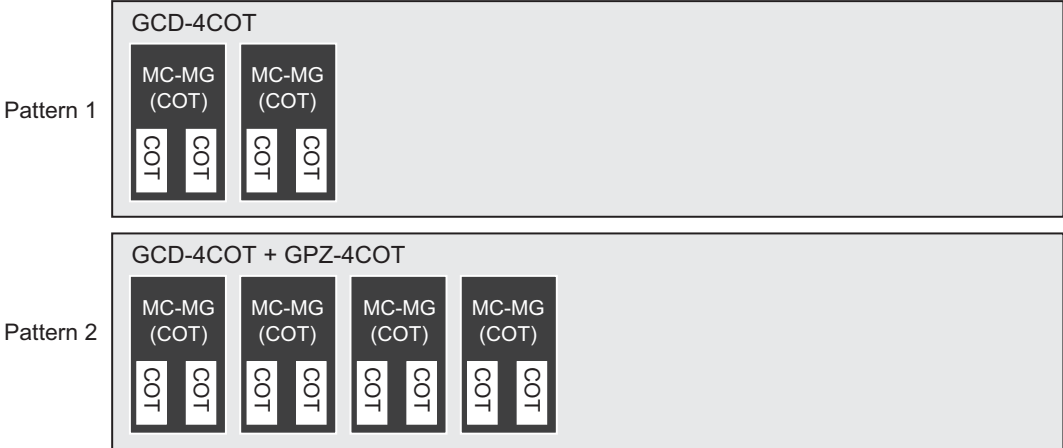 GCD-4COT
Pattern 1
MC-MG
(COT)
COT
COT
MC-MG
(COT)
COT
COT
GCD-4COT + GPZ-4COT
Pattern 2
MC-MG
(COT)
COT
COT
MC-MG
(COT)
COT
COT
MC-MG
(COT)
COT
COT
MC-MG
(COT)
COT
COT